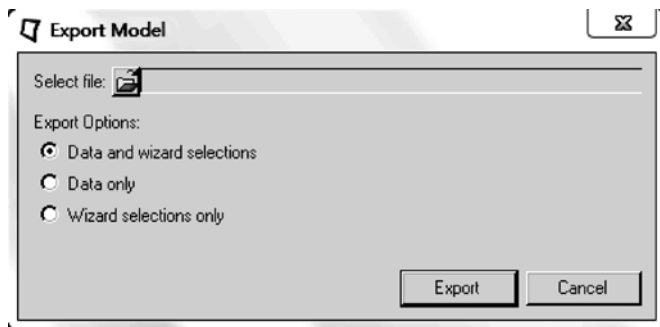 Export Model
Select file:
Export Options:
Data and wizard selections
Data only
Wizard selections only
Export Cancel